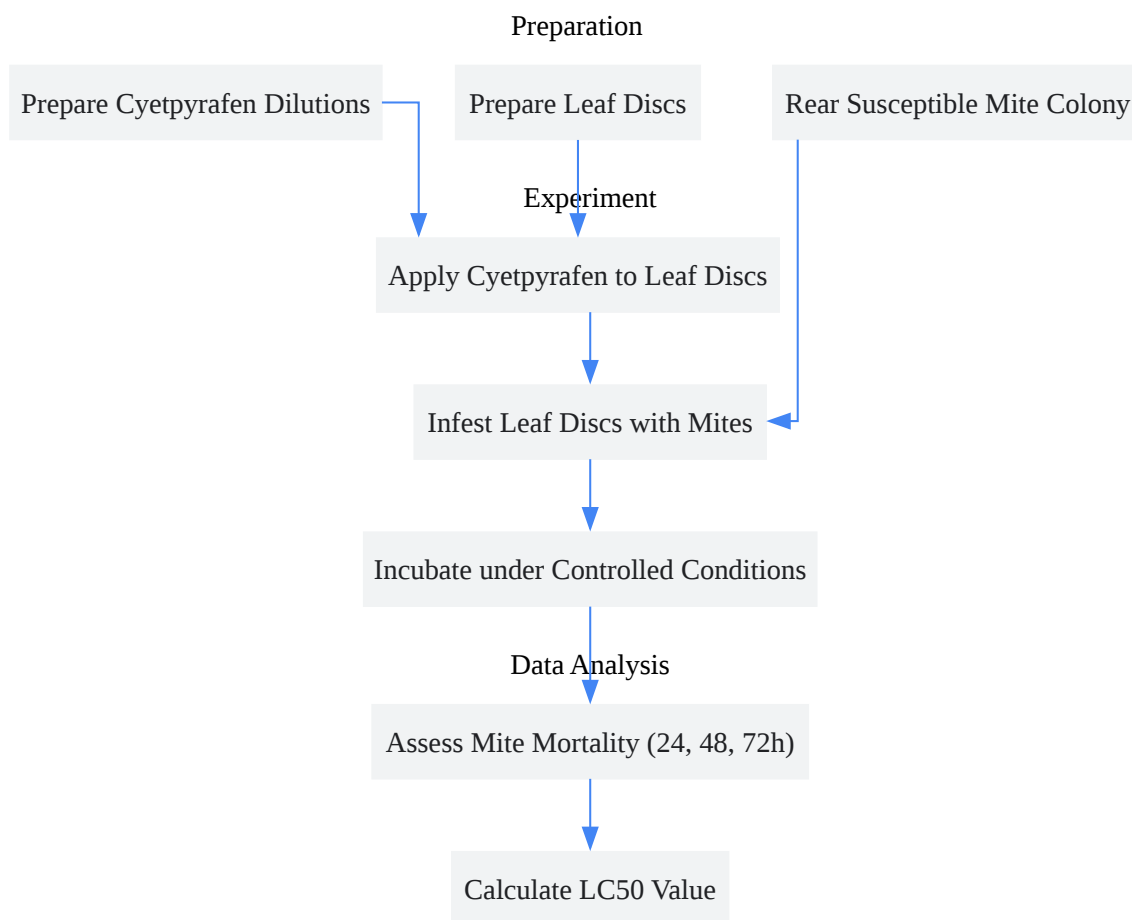 Preparation
Prepare Cyetpyrafen Dilutions
Prepare Leaf Discs
Rear Susceptible Mite Colony
Experiment
Apply Cyetpyrafen to Leaf Discs
Infest Leaf Discs with Mites
Incubate under Controlled Conditions
Data Analysis
Assess Mite Mortality (24, 48, 72h)
Calculate LC50 Value